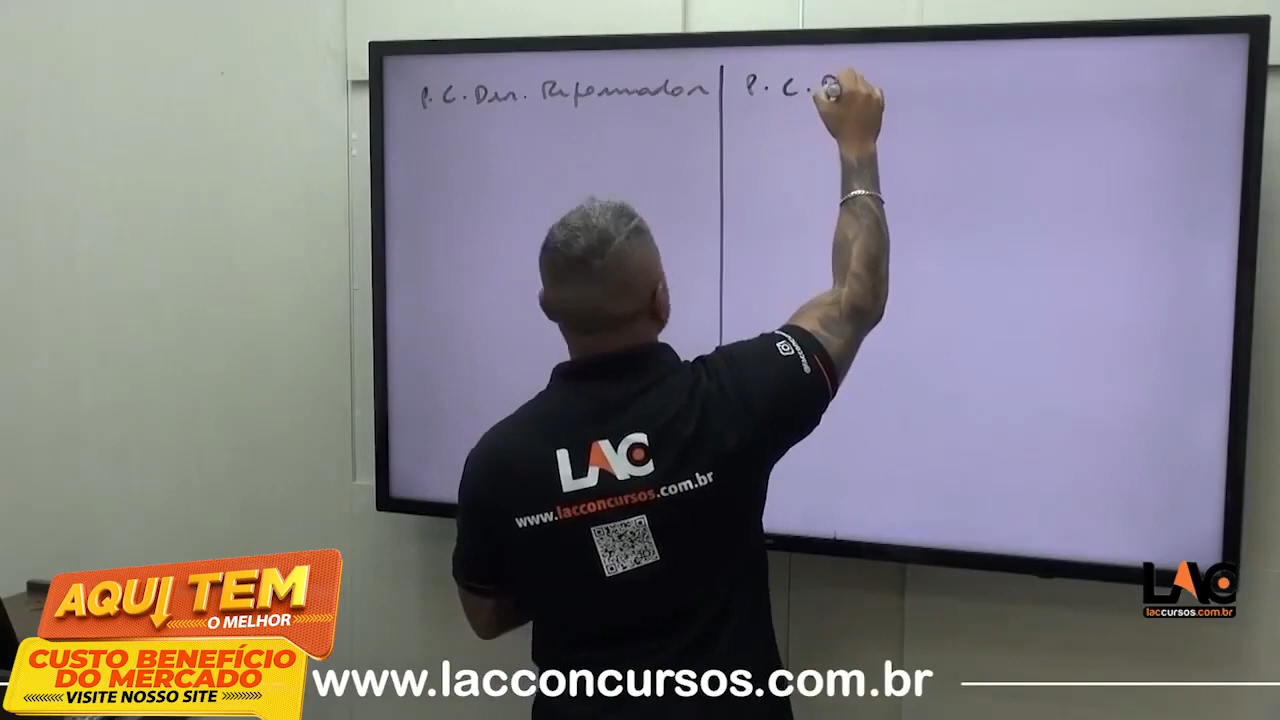 P. C. Der. Reformador
P. C. D
@lacconcursos
LAC
www.lacconcursos.com.br
LAC
laccursos.com.br
AQUI TEM
O MELHOR
CUSTO BENEFÍCIO
DO MERCADO
VISITE NOSSO SITE
www.lacconcursos.com.br